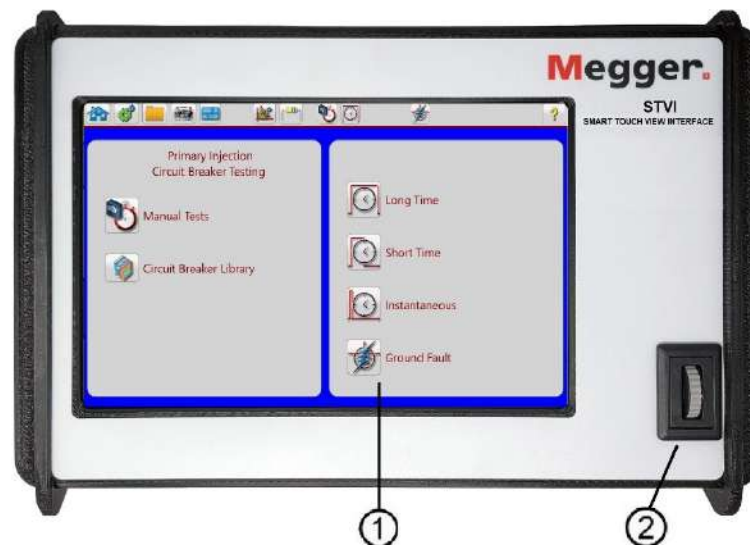 Megger.
STVI
SMART TOUCH VIEW INTERFACE
?
Primary Injection
Circuit Breaker Testing
Manual Tests
Circuit Breaker Library
Long Time
Short Time
Instantaneous
Ground Fault
1
2